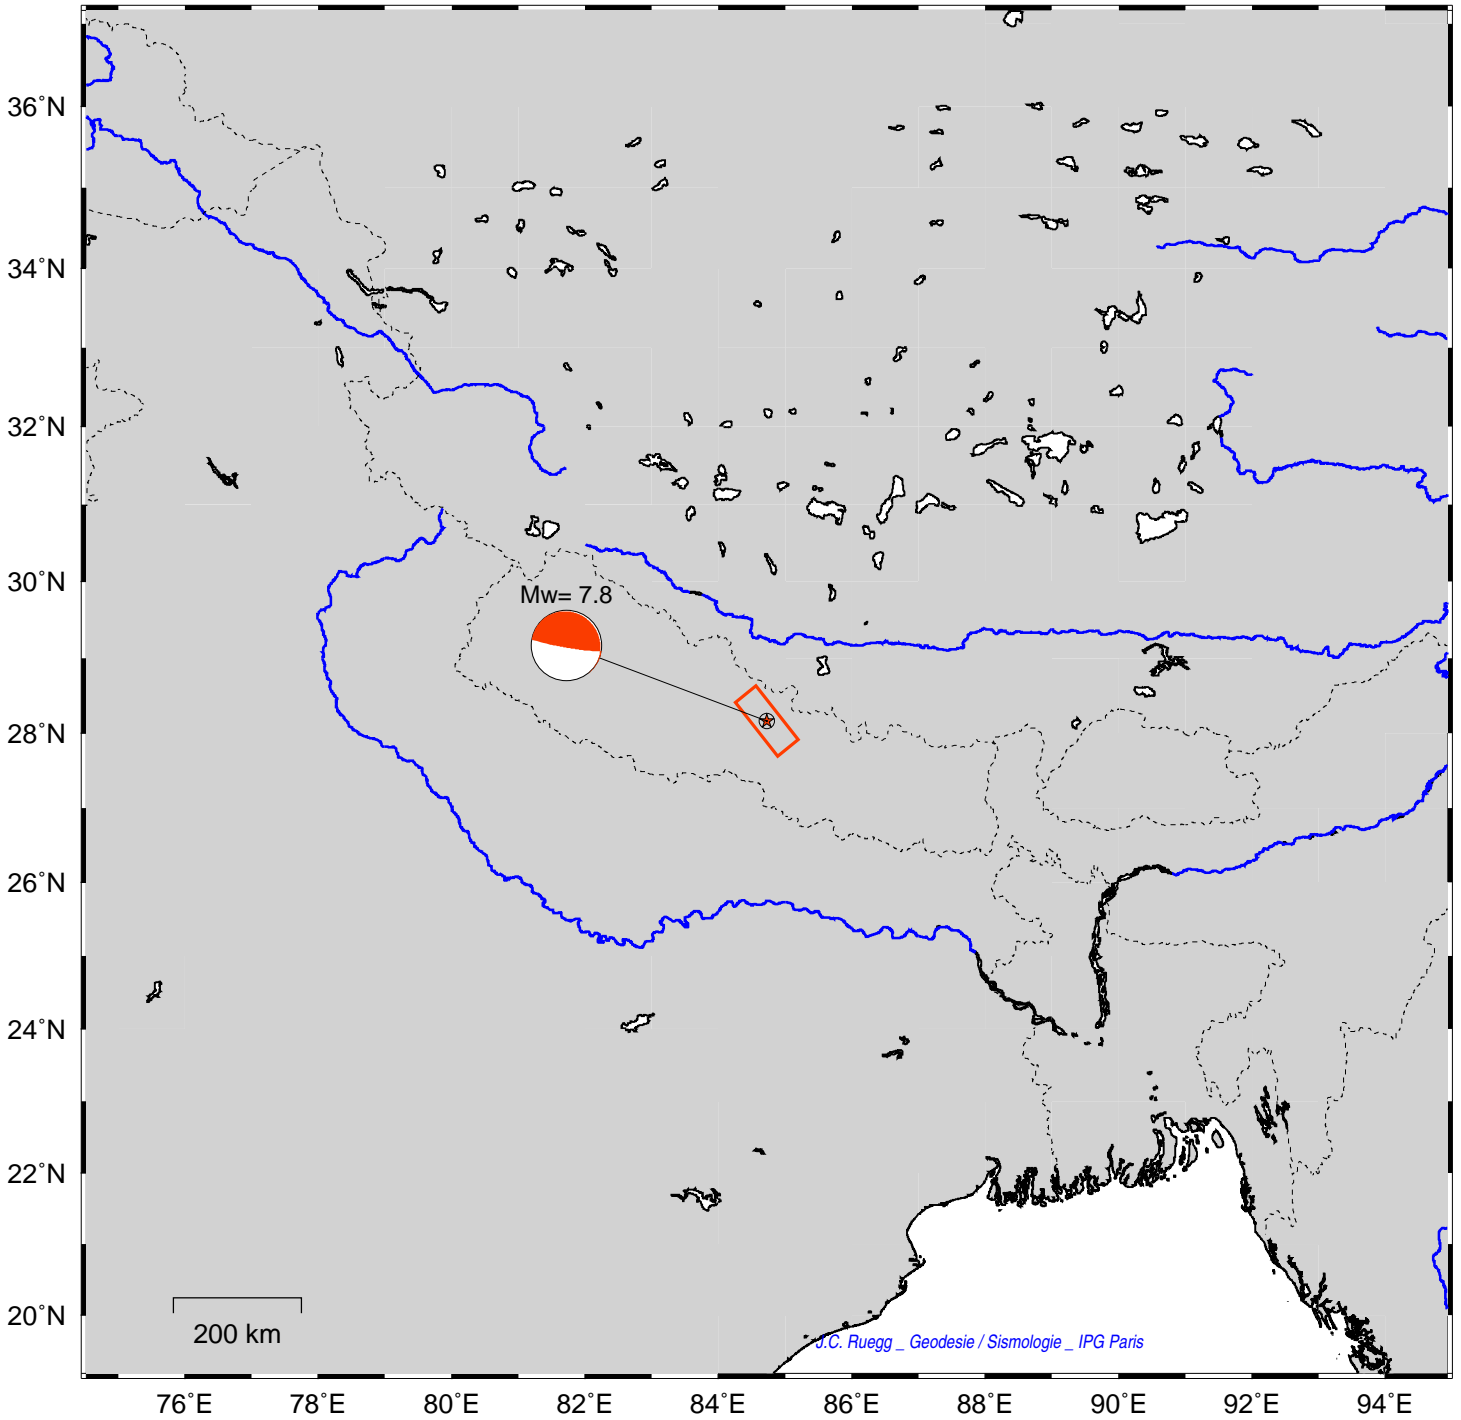 36°N
34°N
32°N
30°N
28°N
26°N
24°N
22°N
20°N
Mw= 7.8
200 km
J.C. Ruegg _ Geodesie / Sismologie _ IPG Paris
76°E 78°E 80°E 82°E 84°E 86°E 88°E 90°E 92°E 94°E